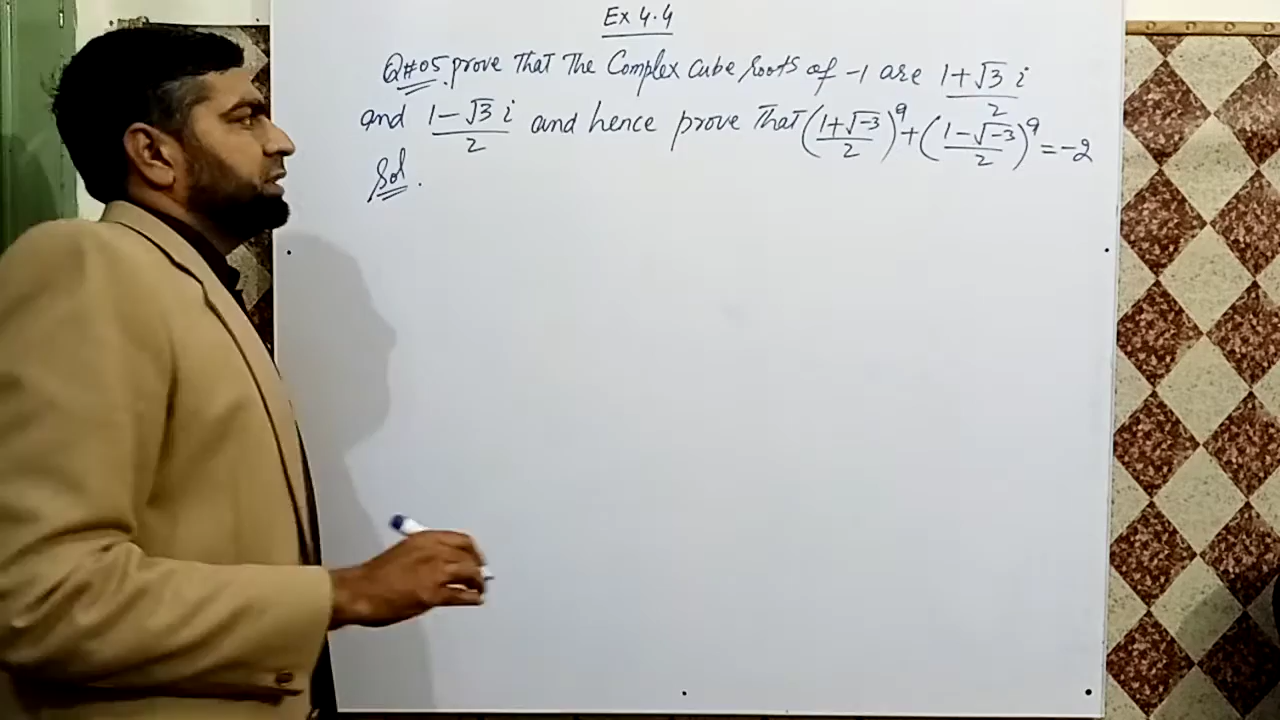 Ex 4.4
Q#05. prove That The Complex cube roots of -1 are (1+√3 i)/2
and (1-√3 i)/2 and hence prove That ((1+√-3)/2)^9 + ((1-√-3)/2)^9 = -2
Sol.